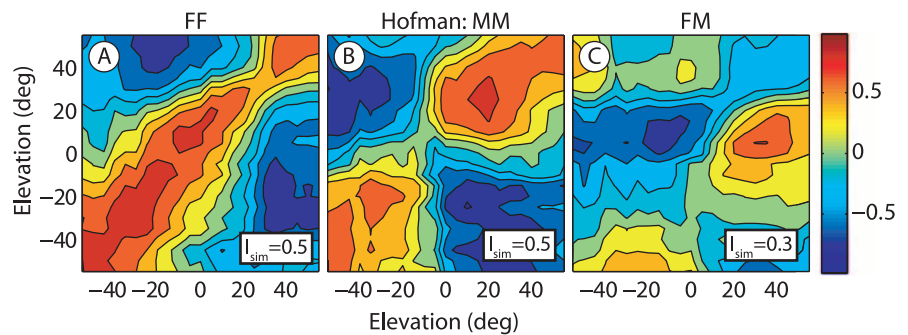 FF Hofman: MM FM
A B C
Elevation (deg)
40
20
0
−20
−40
I_sim=0.5 I_sim=0.5 I_sim=0.3
0.5
0
−0.5
−40 −20 0 20 40 −40 −20 0 20 40 −40 −20 0 20 40
Elevation (deg)